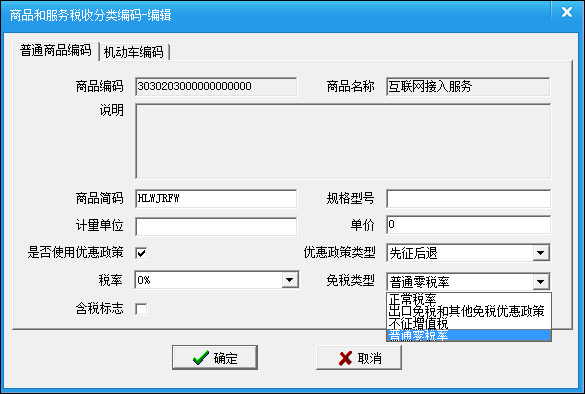 商品和服务税收分类编码-编辑
普通商品编码 机动车编码
商品编码 3030203000000000000 商品名称 互联网接入服务
说明
商品简码 HLWJRFW 规格型号
计量单位 单价 0
是否使用优惠政策 优惠政策类型 先征后退
税率 0% 免税类型 普通零税率
含税标志
正常税率
出口免税和其他免税优惠政策
不征增值税
普通零税率
确定 取消